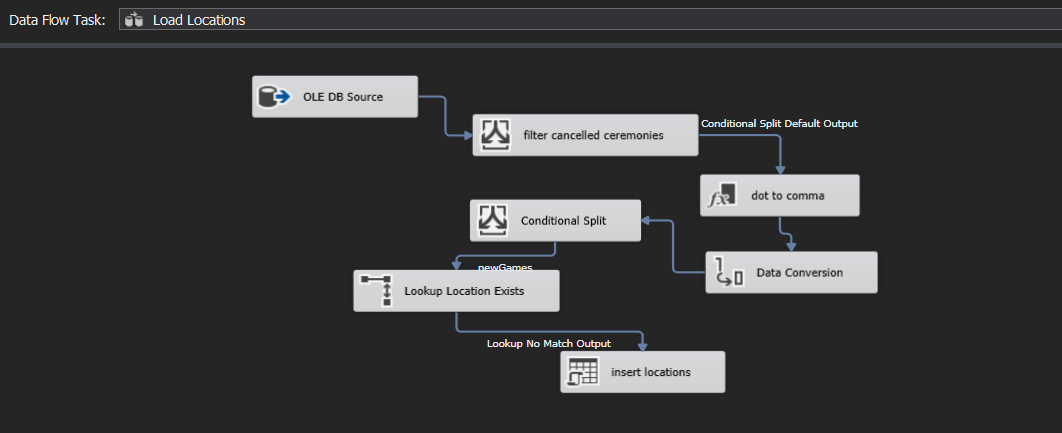 Data Flow Task: Load Locations
OLE DB Source
filter cancelled ceremonies
Conditional Split Default Output
dot to comma
Conditional Split
Data Conversion
newGames
Lookup Location Exists
Lookup No Match Output
insert locations